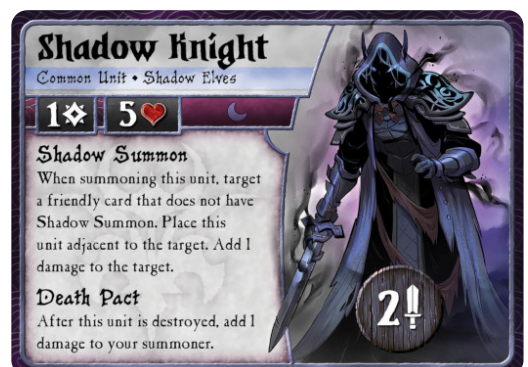 Shadow Knight
Common Unit • Shadow Elves
1 5
Shadow Summon
When summoning this unit, target
a friendly card that does not have
Shadow Summon. Place this
unit adjacent to the target. Add 1
damage to the target.
Death Pact
After this unit is destroyed, add 1
damage to your summoner.
2